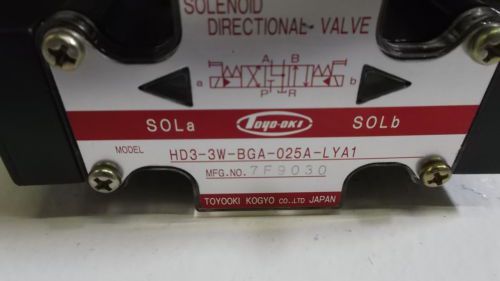 SOLENOID
DIRECTIONAL VALVE
A B
a b
P R
SOLa TOYO-OKI SOLb
MODEL HD3-3W-BGA-025A-LYA1
MFG.NO. 7F9030
TOYOOKI KOGYO CO.,LTD JAPAN